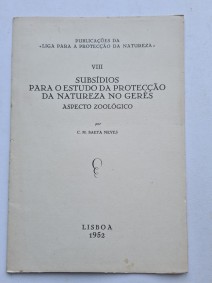 PUBLICAÇÕES DA
«LIGA PARA A PROTECÇÃO DA NATUREZA»
VIII
SUBSÍDIOS
PARA O ESTUDO DA PROTECÇÃO
DA NATUREZA NO GERÊS
ASPECTO ZOOLÓGICO
por
C. M. BAETA NEVES
LISBOA
1952